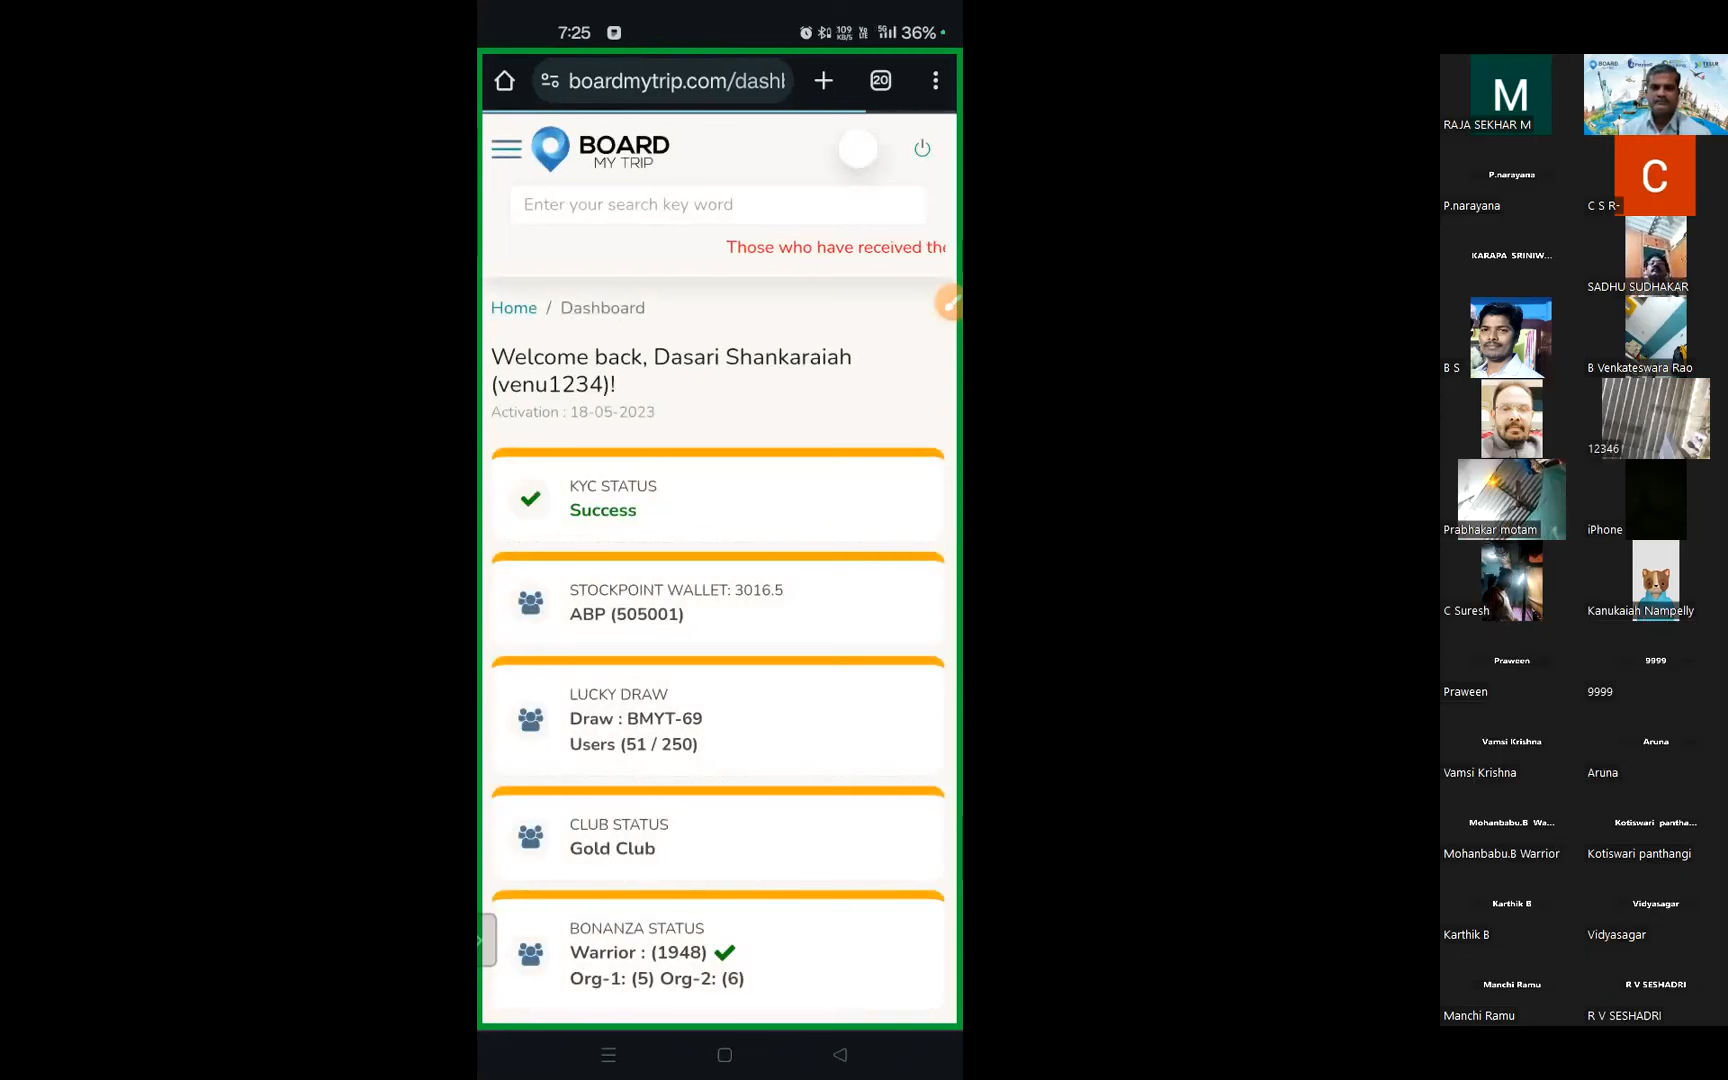 7:25
109
KB/S
5G
36%
boardmytrip.com/dashl
20
BOARD
MY TRIP
Enter your search key word
Those who have received the
Home / Dashboard
Welcome back, Dasari Shankaraiah
(venu1234)!
Activation : 18-05-2023
KYC STATUS
Success
STOCKPOINT WALLET: 3016.5
ABP (505001)
LUCKY DRAW
Draw : BMYT-69
Users (51 / 250)
CLUB STATUS
Gold Club
BONANZA STATUS
Warrior : (1948)
Org-1: (5) Org-2: (6)
M
RAJA SEKHAR M
BOARD
P.narayana
P.narayana
C
C S R-
KARAPA SRINIW...
SADHU SUDHAKAR
B S
B Venkateswara Rao
12346
Prabhakar motam
iPhone
C Suresh
Kanukaiah Nampelly
Praween
Praween
9999
9999
Vamsi Krishna
Vamsi Krishna
Aruna
Aruna
Mohanbabu.B Wa...
Mohanbabu.B Warrior
Kotiswari pantha...
Kotiswari panthangi
Karthik B
Karthik B
Vidyasagar
Vidyasagar
Manchi Ramu
Manchi Ramu
R V SESHADRI
R V SESHADRI